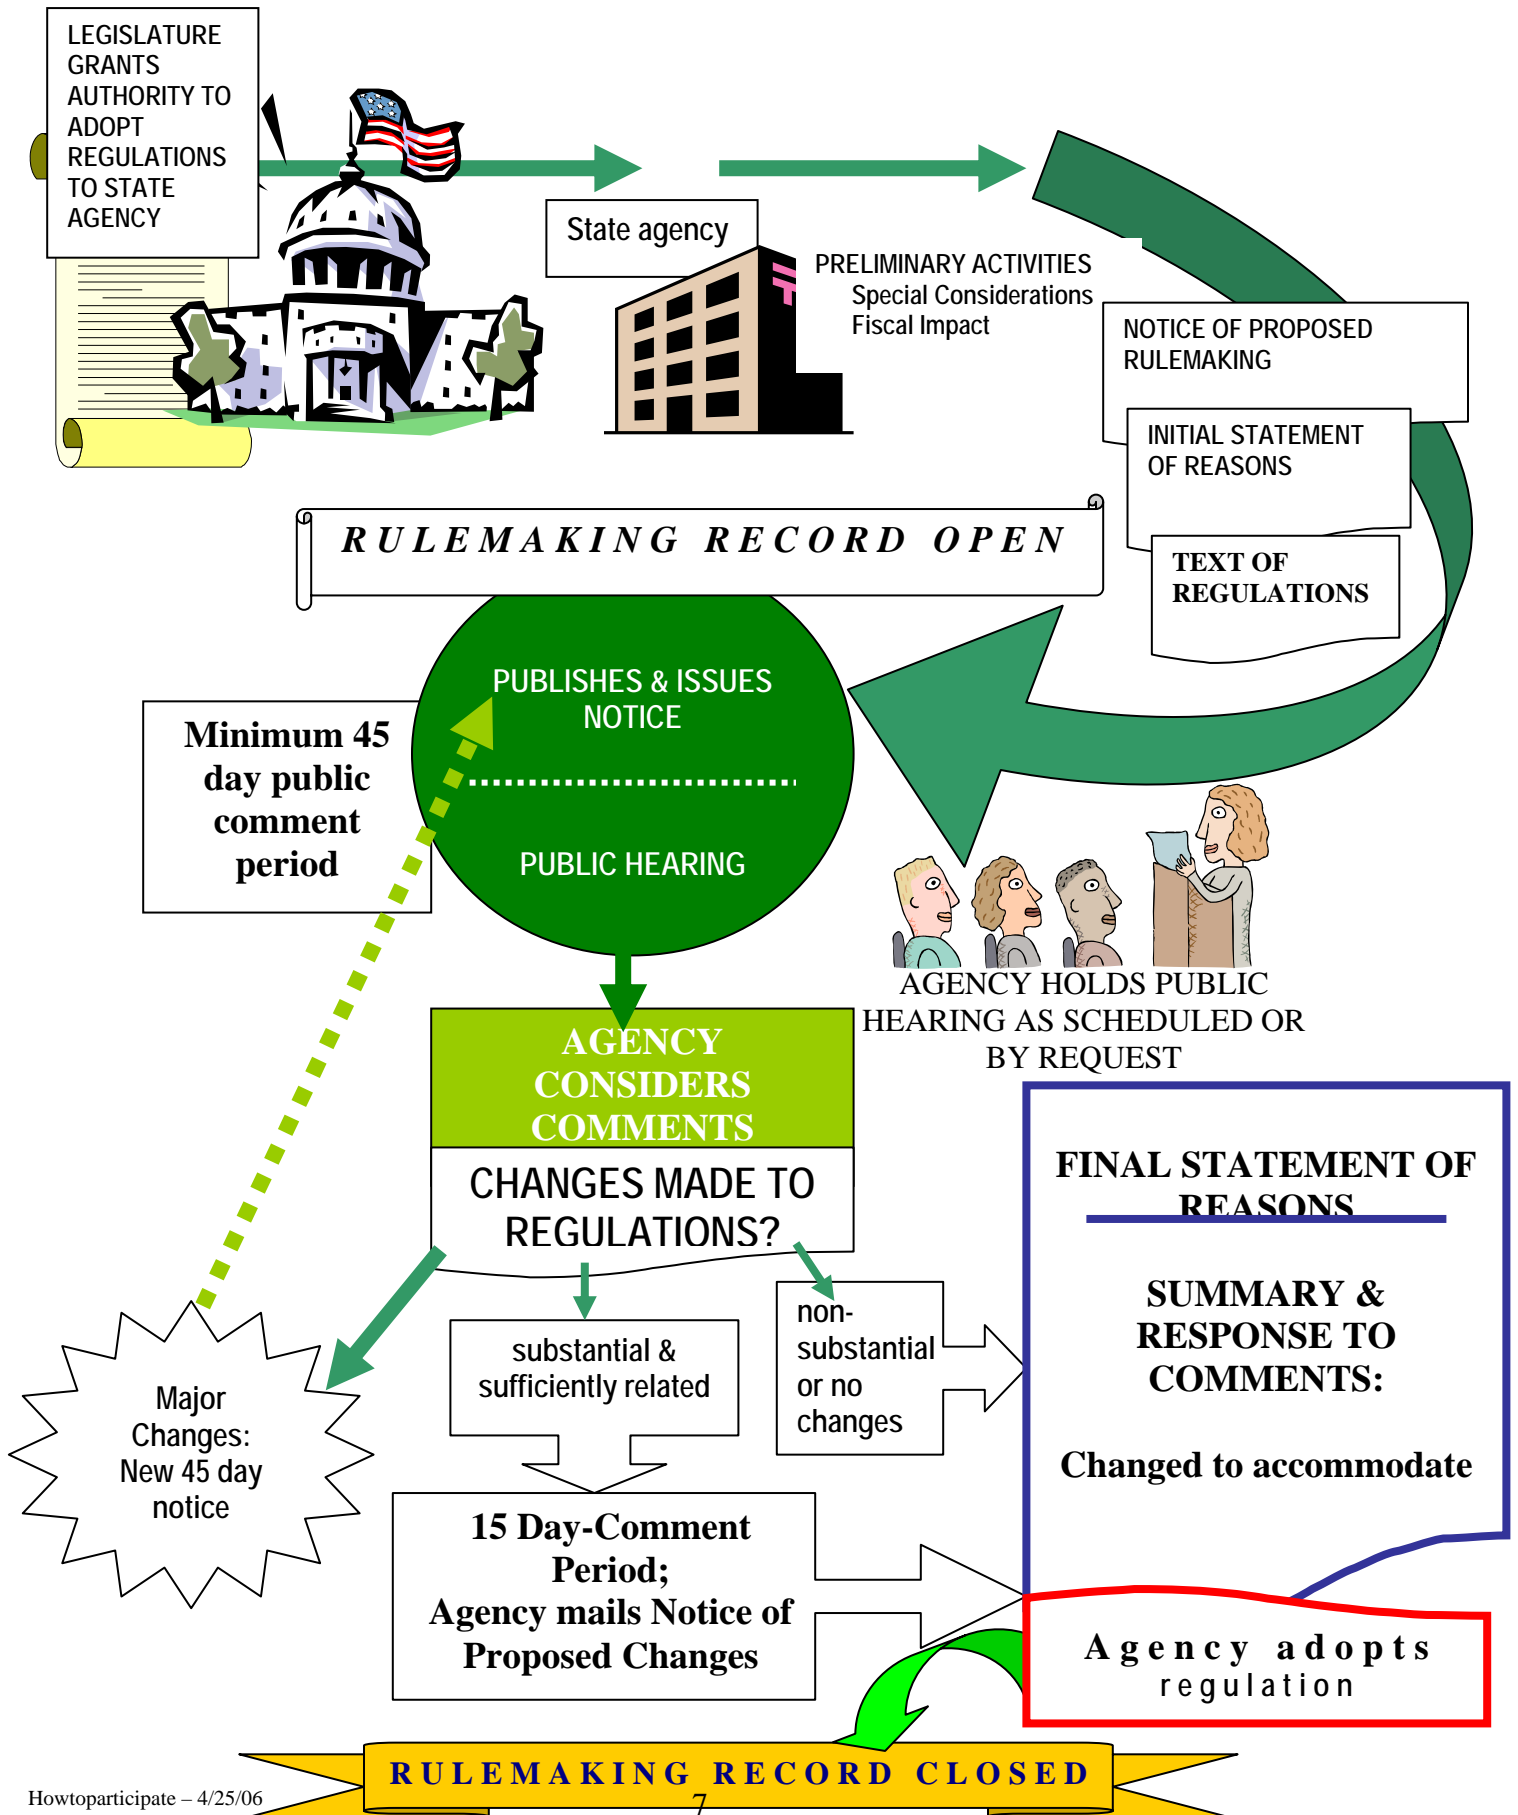 LEGISLATURE
GRANTS
AUTHORITY TO
ADOPT
REGULATIONS
TO STATE
AGENCY
State agency
PRELIMINARY ACTIVITIES
Special Considerations
Fiscal Impact
NOTICE OF PROPOSED
RULEMAKING
INITIAL STATEMENT
OF REASONS
TEXT OF
REGULATIONS
RULEMAKING RECORD OPEN
PUBLISHES & ISSUES
NOTICE
PUBLIC HEARING
Minimum 45
day public
comment
period
AGENCY HOLDS PUBLIC
HEARING AS SCHEDULED OR
BY REQUEST
AGENCY
CONSIDERS
COMMENTS
CHANGES MADE TO
REGULATIONS?
Major
Changes:
New 45 day
notice
substantial &
sufficiently related
non-
substantial
or no
changes
15 Day-Comment
Period;
Agency mails Notice of
Proposed Changes
FINAL STATEMENT OF
REASONS
SUMMARY &
RESPONSE TO
COMMENTS:
Changed to accommodate
Agency adopts
regulation
RULEMAKING RECORD CLOSED
Howtoparticipate – 4/25/06
7